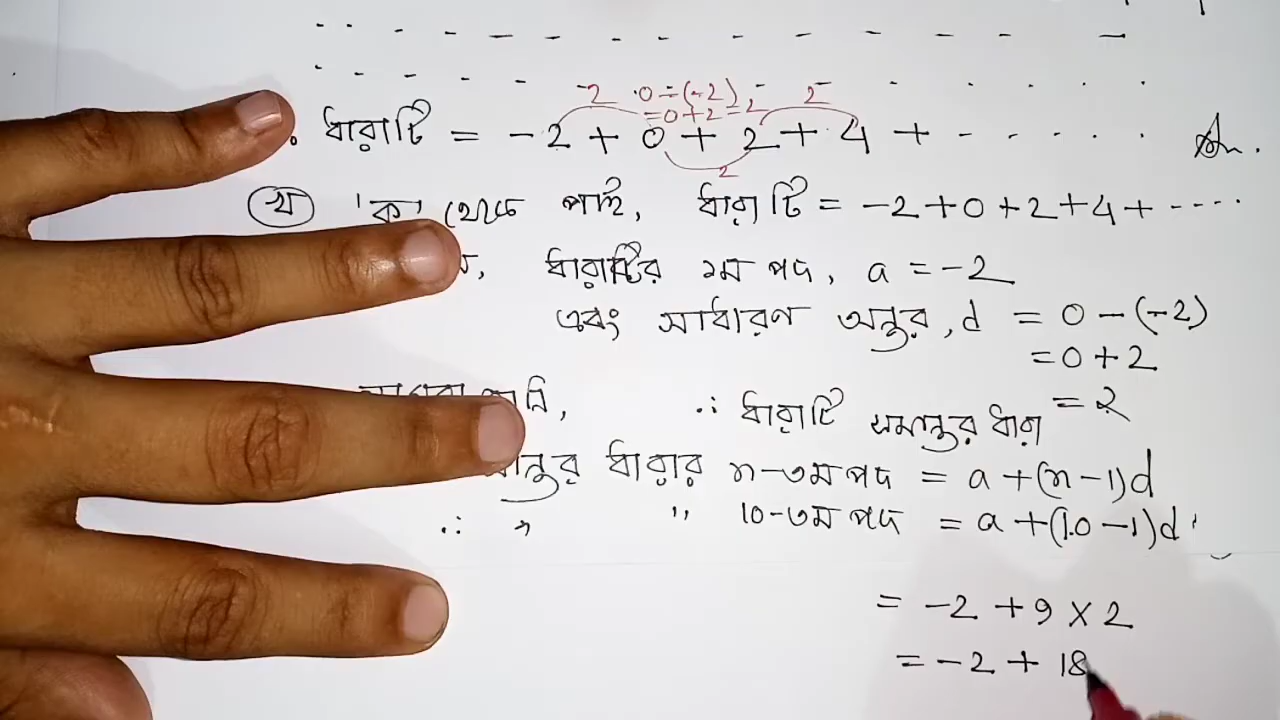 2 0-(-2) 2
=0+2=2
ধারাটি = -2 + 0 + 2 + 4 + - - - - - Ans.
2
খ 'ক' থেকে পাই, ধারাটি = -2+0+2+4+----
ধারাটির ১ম পদ, a = -2
এবং সাধারণ অন্তর, d = 0-(-2)
= 0+2
= 2
∴ ধারাটি সমান্তর ধারা
ধারার n-তম পদ = a+(n-1)d
∴ " " 10-তম পদ = a+(10-1)d
= -2 + 9 × 2
= -2 + 18